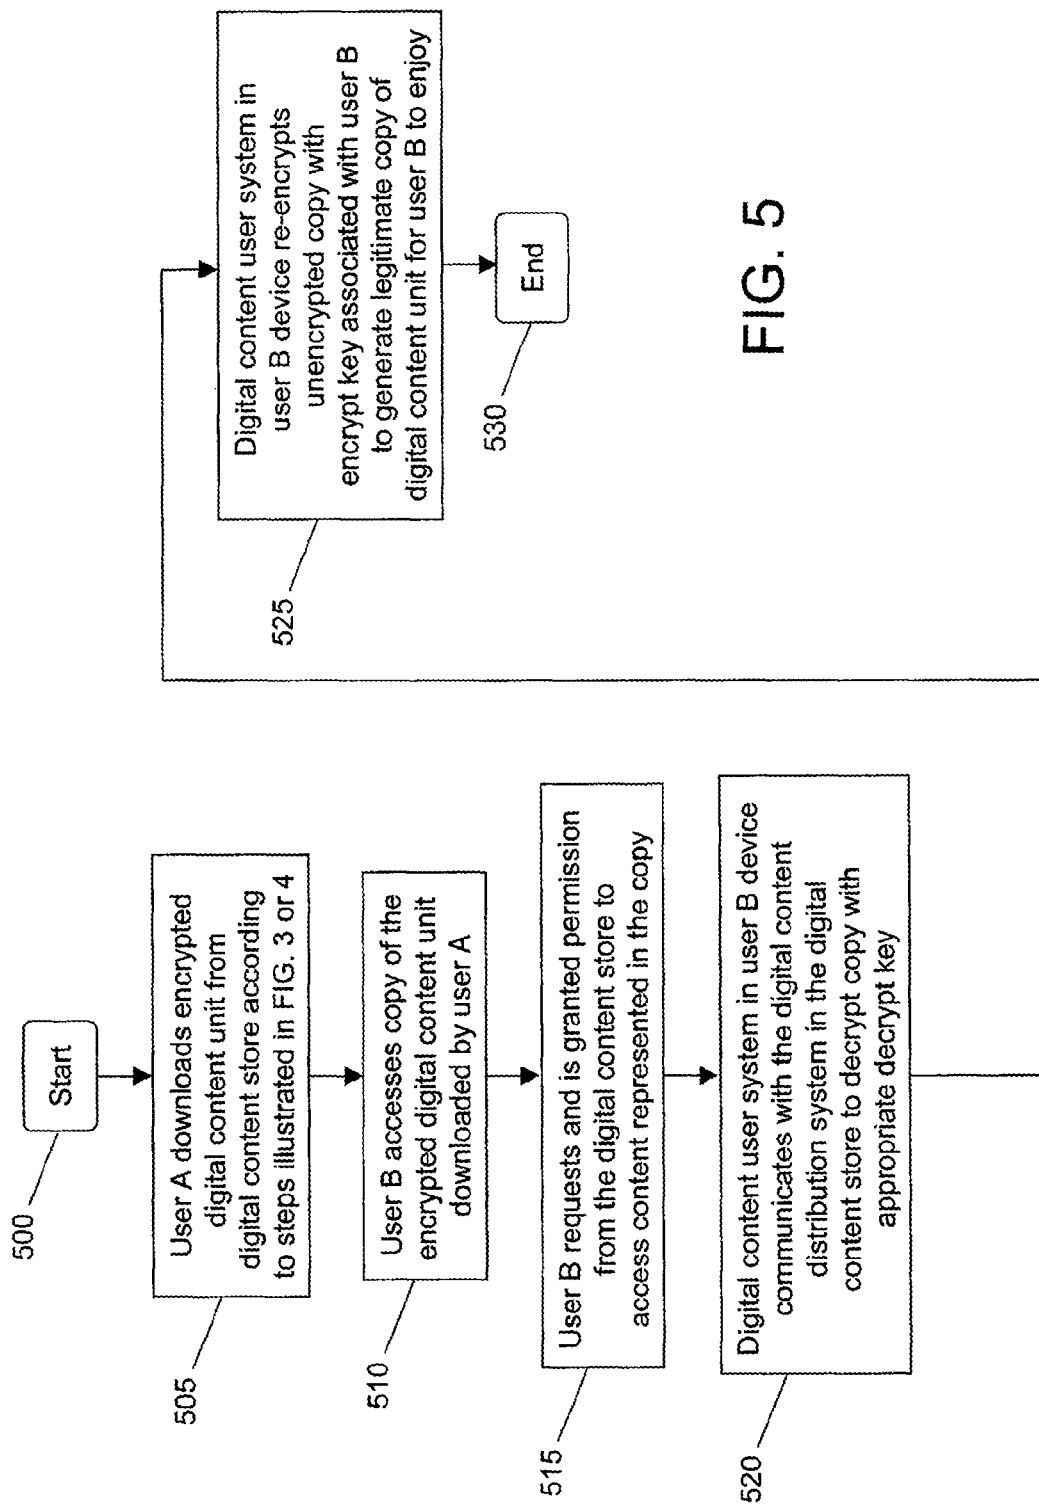 500
Start
505
User A downloads encrypted
digital content unit from
digital content store according
to steps illustrated in FIG. 3 or 4
510
User B accesses copy of the
encrypted digital content unit
downloaded by user A
515
User B requests and is granted permission
from the digital content store to
access content represented in the copy
520
Digital content user system in user B device
communicates with the digital content
distribution system in the digital
content store to decrypt copy with
appropriate decrypt key
525
Digital content user system in
user B device re-encrypts
unencrypted copy with
encrypt key associated with user B
to generate legitimate copy of
digital content unit for user B to enjoy
530
End
FIG. 5